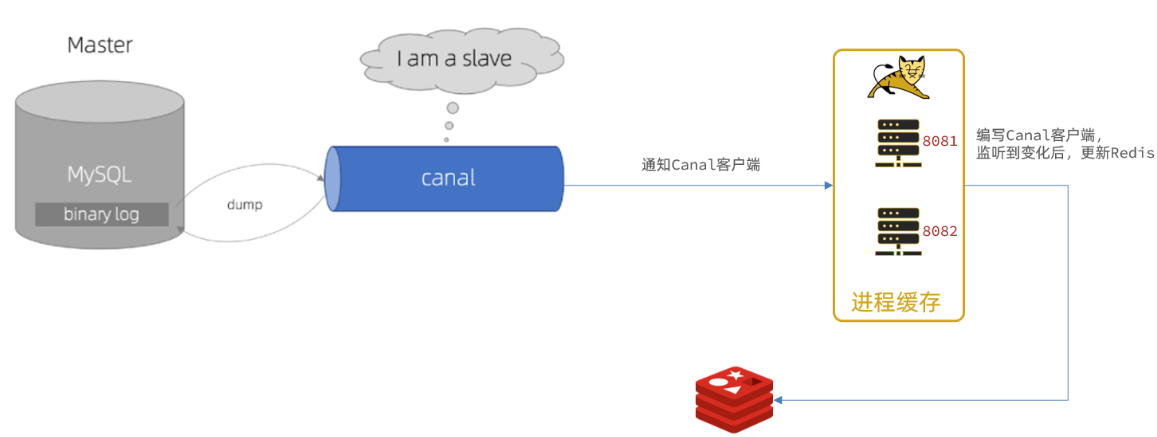 Master
I am a slave
MySQL
binary log
dump
canal
通知Canal客户端
8081
8082
进程缓存
编写Canal客户端，
监听到变化后，更新Redis